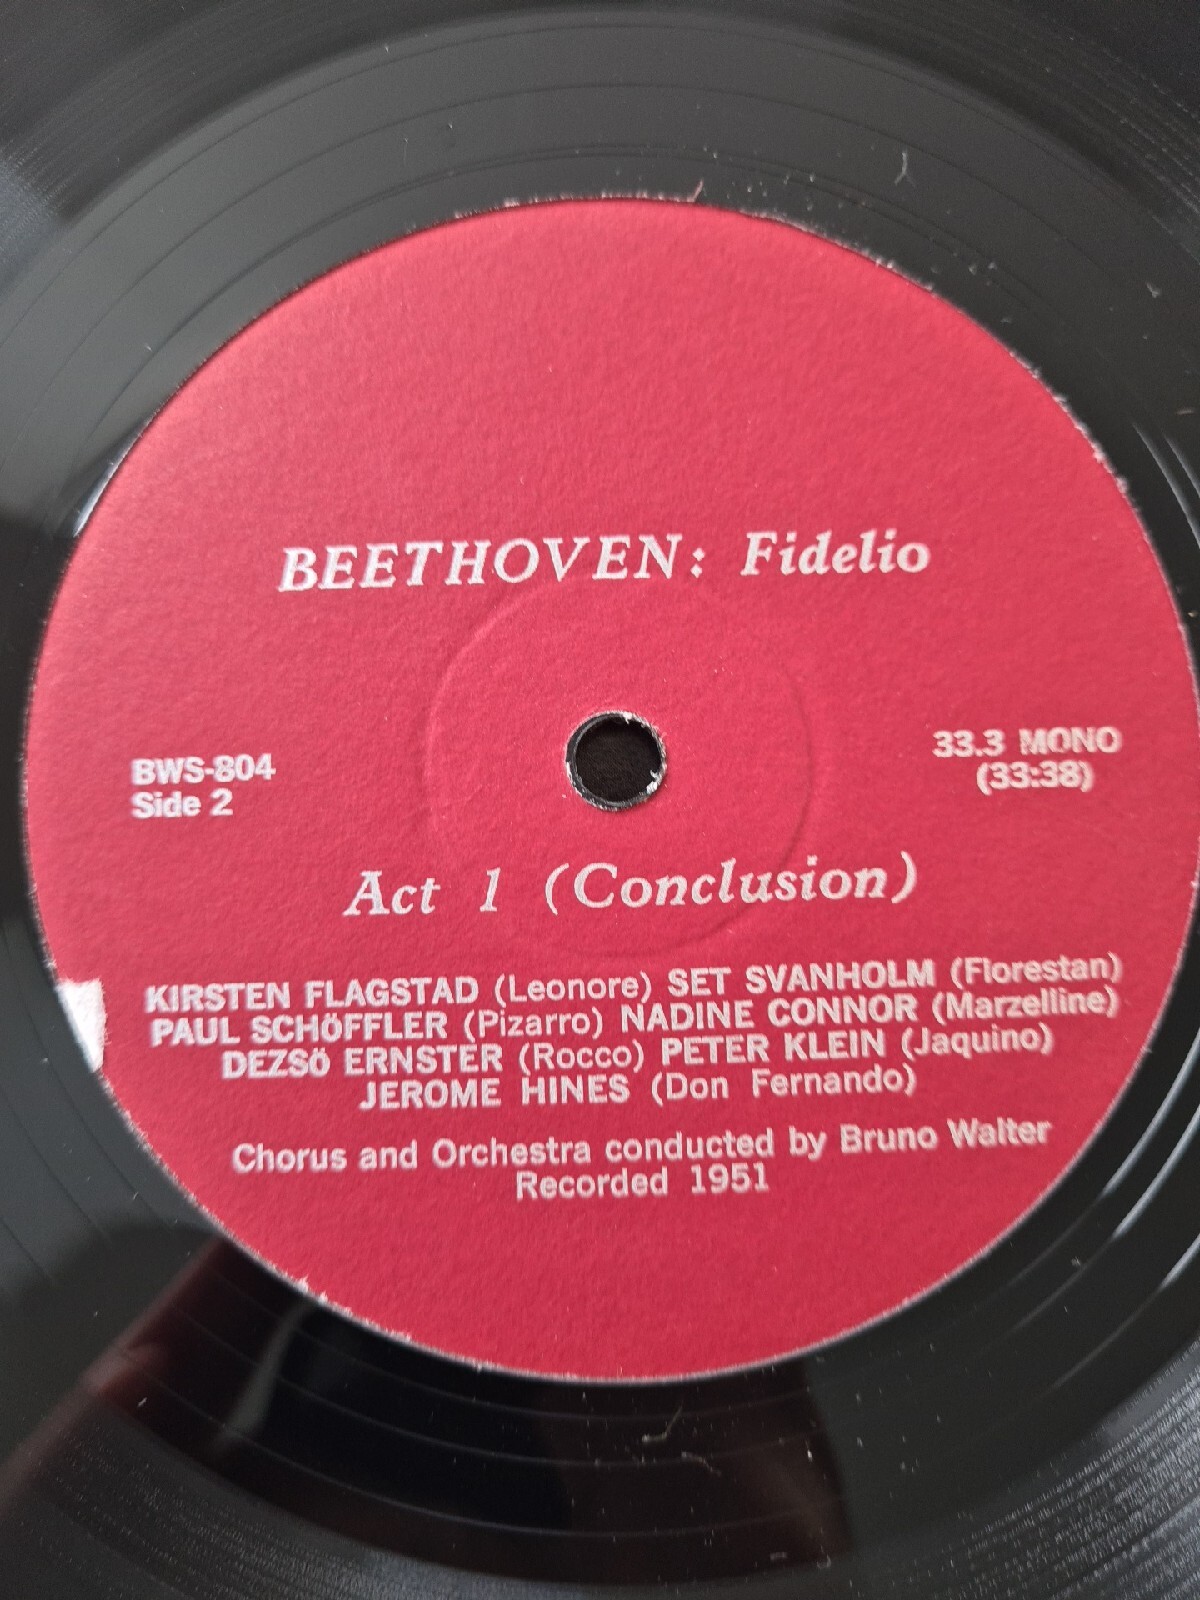 BEETHOVEN: Fidelio
BWS-804
Side 2
33.3 MONO
(33:38)
Act 1 (Conclusion)
KIRSTEN FLAGSTAD (Leonore) SET SVANHOLM (Florestan)
PAUL SCHÖFFLER (Pizarro) NADINE CONNOR (Marzelline)
DEZSÖ ERNSTER (Rocco) PETER KLEIN (Jaquino)
JEROME HINES (Don Fernando)
Chorus and Orchestra conducted by Bruno Walter
Recorded 1951